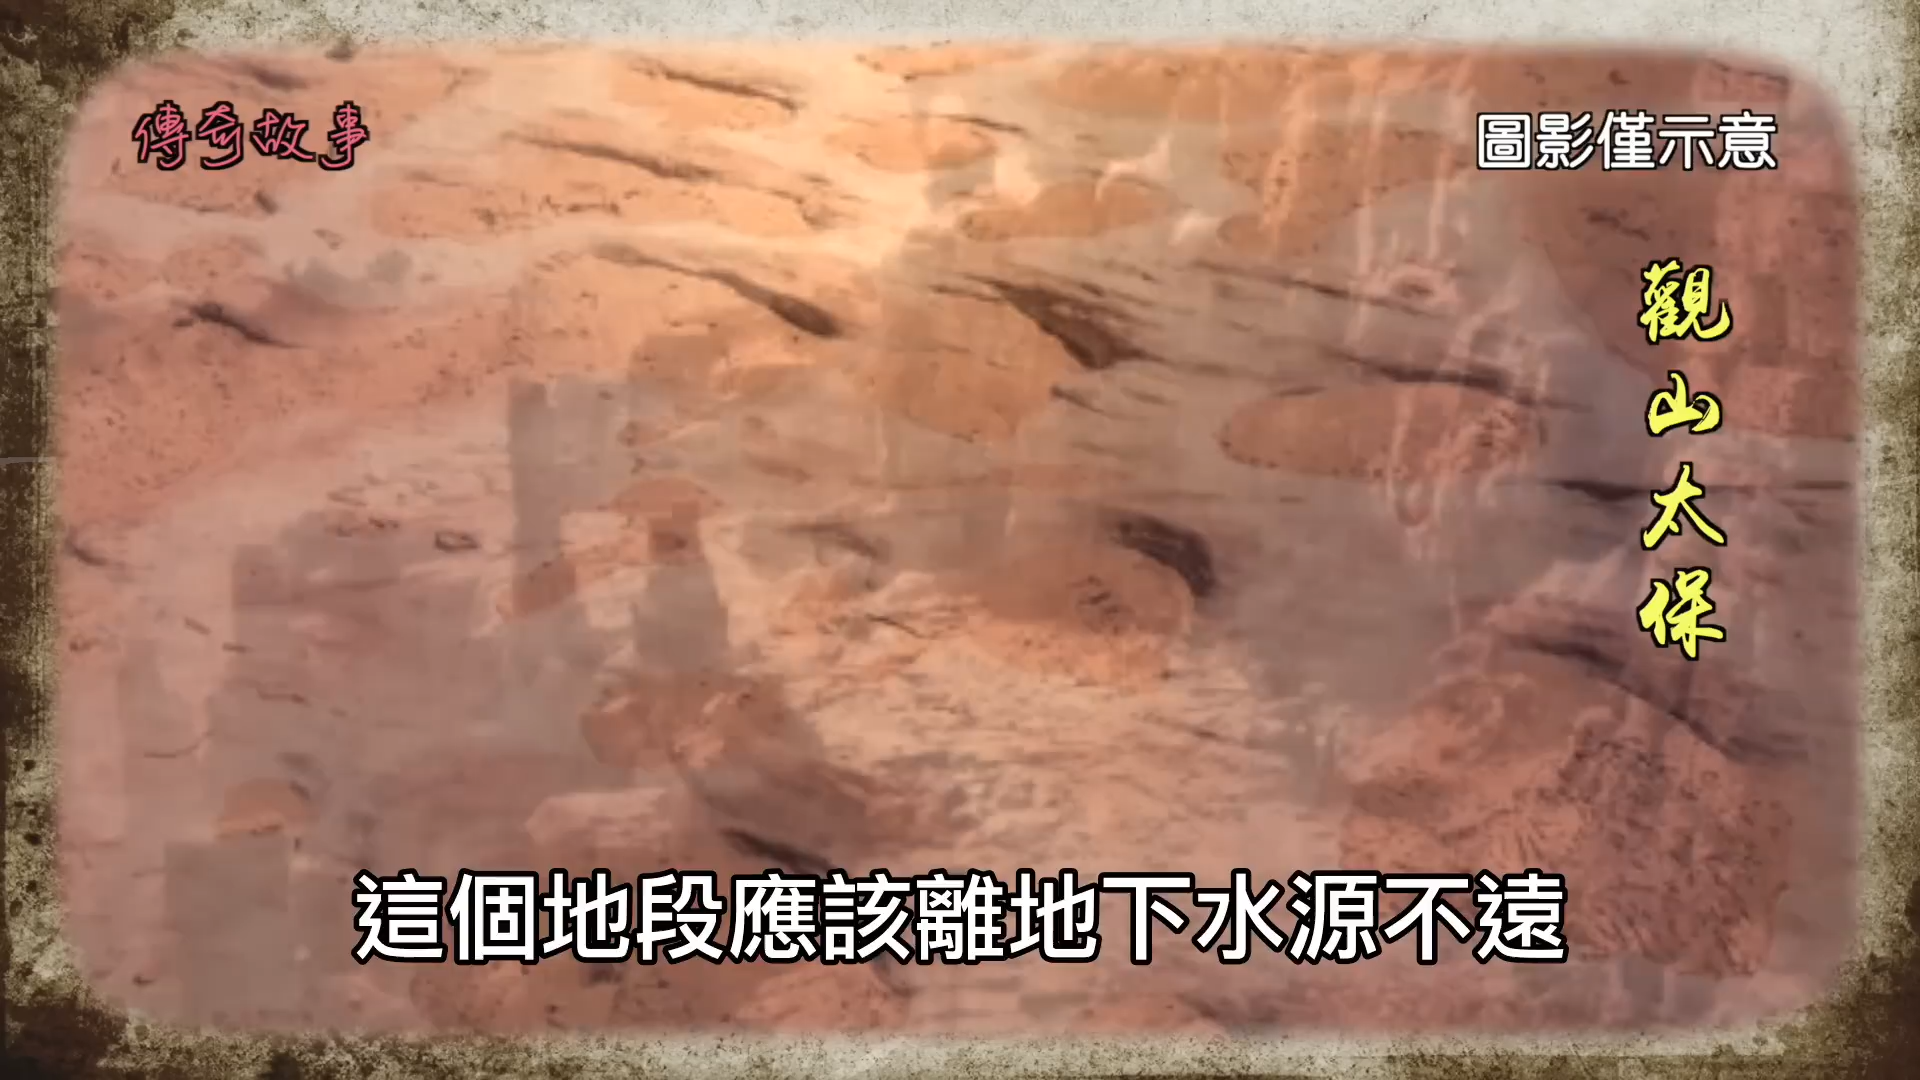 傳奇故事
圖影僅示意
觀山太保
這個地段應該離地下水源不遠